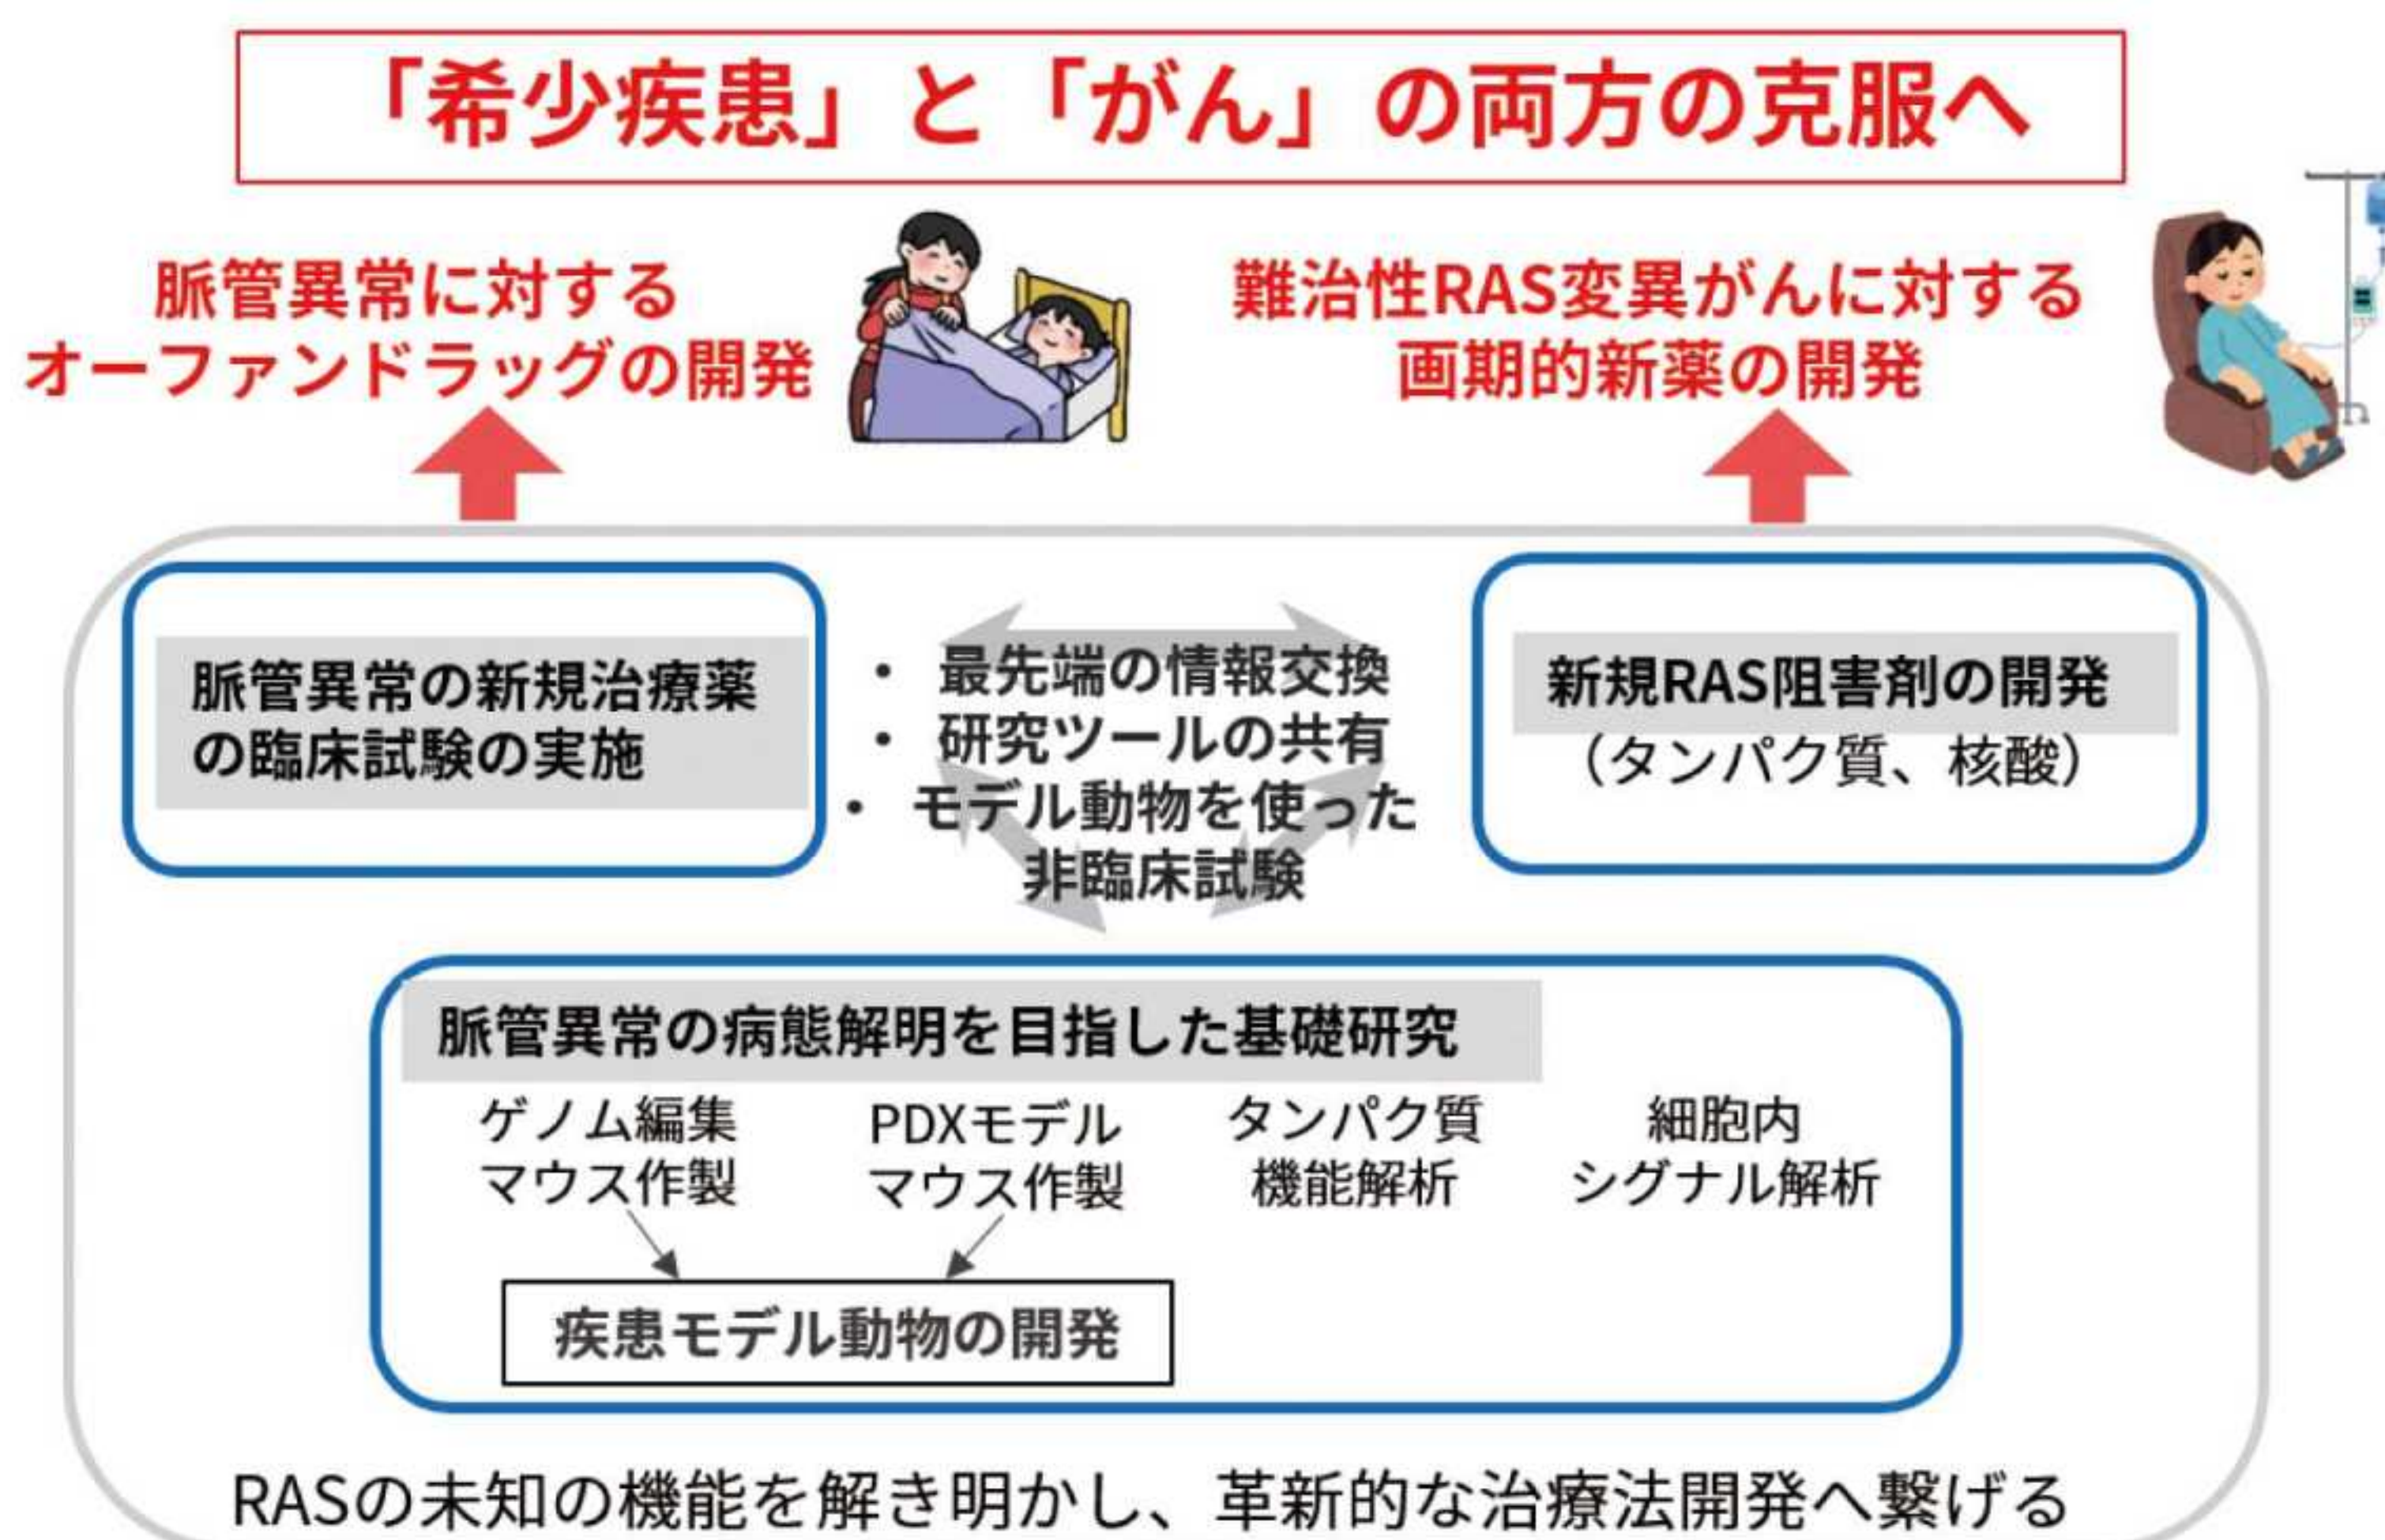 「希少疾患」と「がん」の両方の克服へ
脈管異常に対する
オーファンドラッグの開発
難治性RAS変異がんに対する
画期的新薬の開発
脈管異常の新規治療薬
の臨床試験の実施
• 最先端の情報交換
• 研究ツールの共有
• モデル動物を使った
非臨床試験
新規RAS阻害剤の開発
（タンパク質、核酸）
脈管異常の病態解明を目指した基礎研究
ゲノム編集
マウス作製
PDXモデル
マウス作製
タンパク質
機能解析
細胞内
シグナル解析
疾患モデル動物の開発
RASの未知の機能を解き明かし、革新的な治療法開発へ繋げる